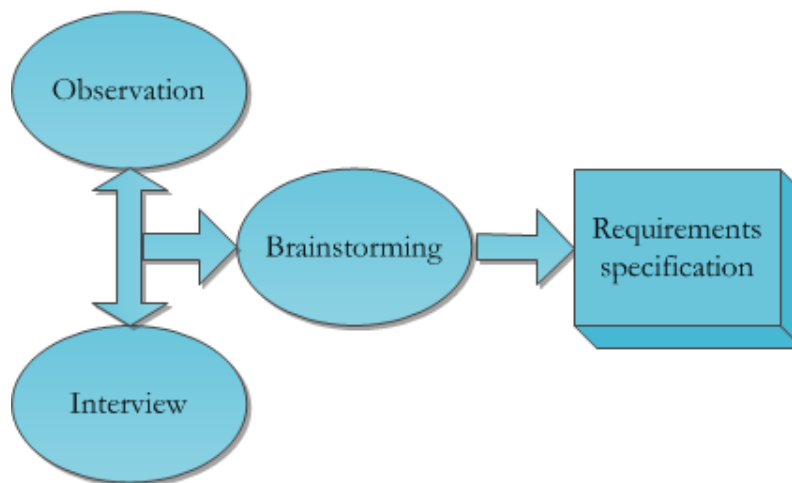 Observation
Brainstorming
Requirements
specification
Interview